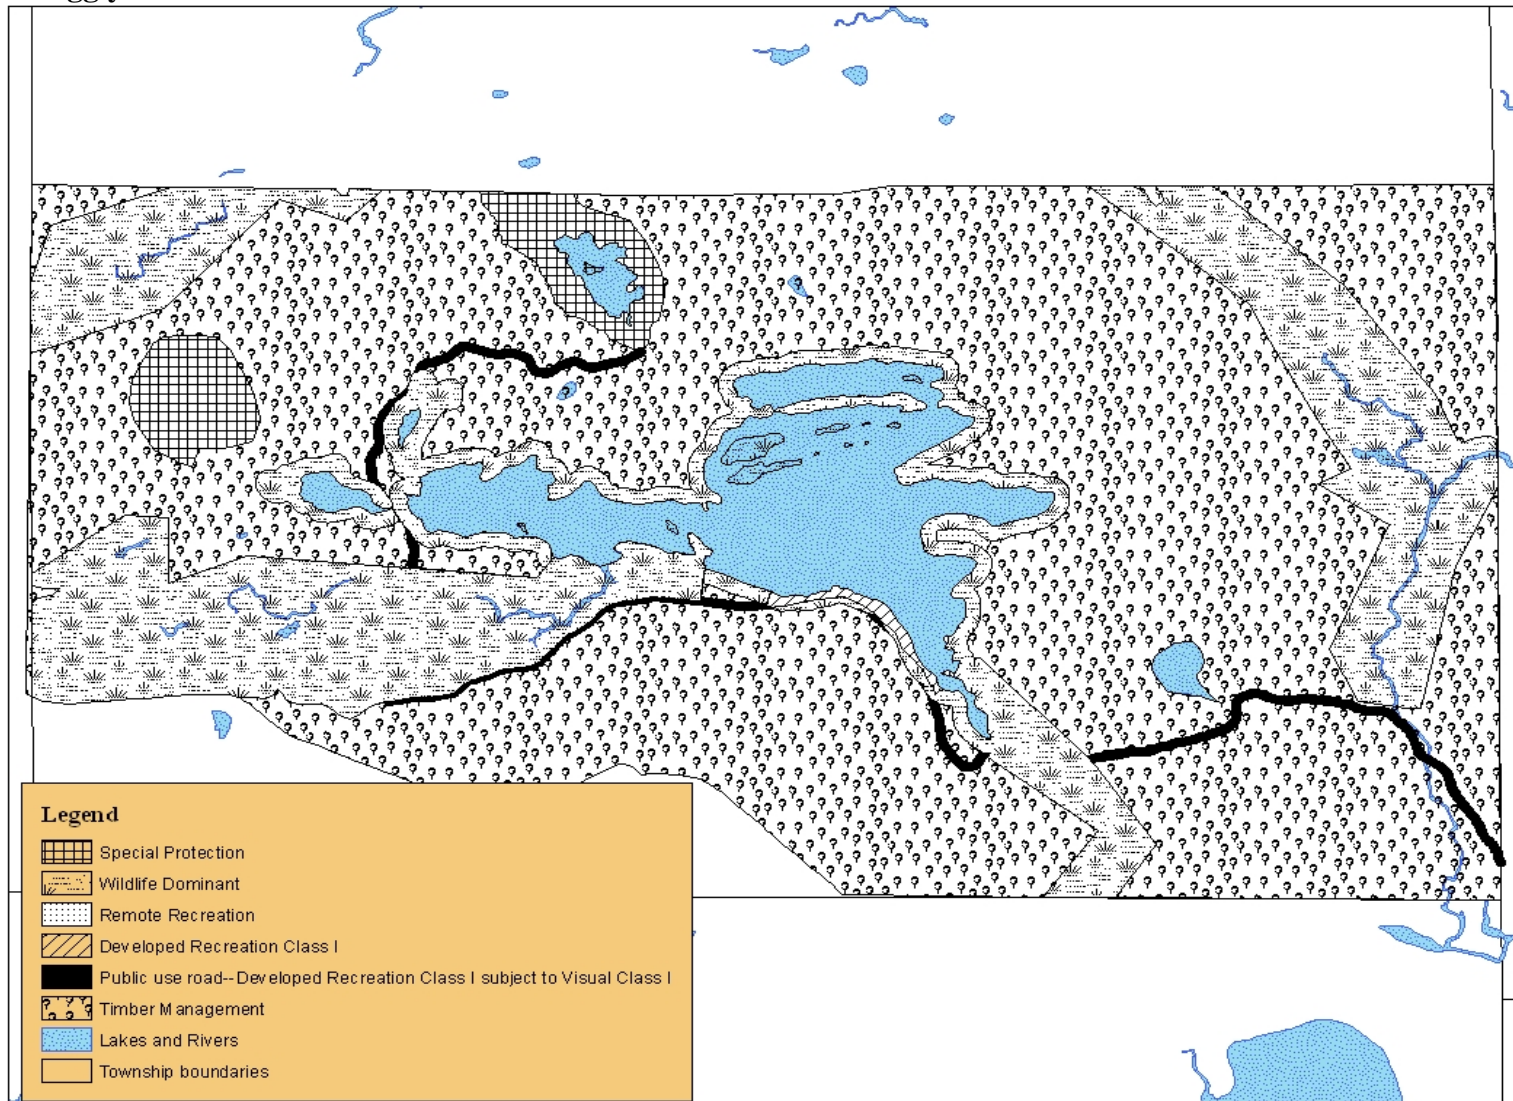 Legend
Special Protection
Wildlife Dominant
Remote Recreation
Developed Recreation Class I
Public use road--Developed Recreation Class I subject to Visual Class I
Timber Management
Lakes and Rivers
Township boundaries